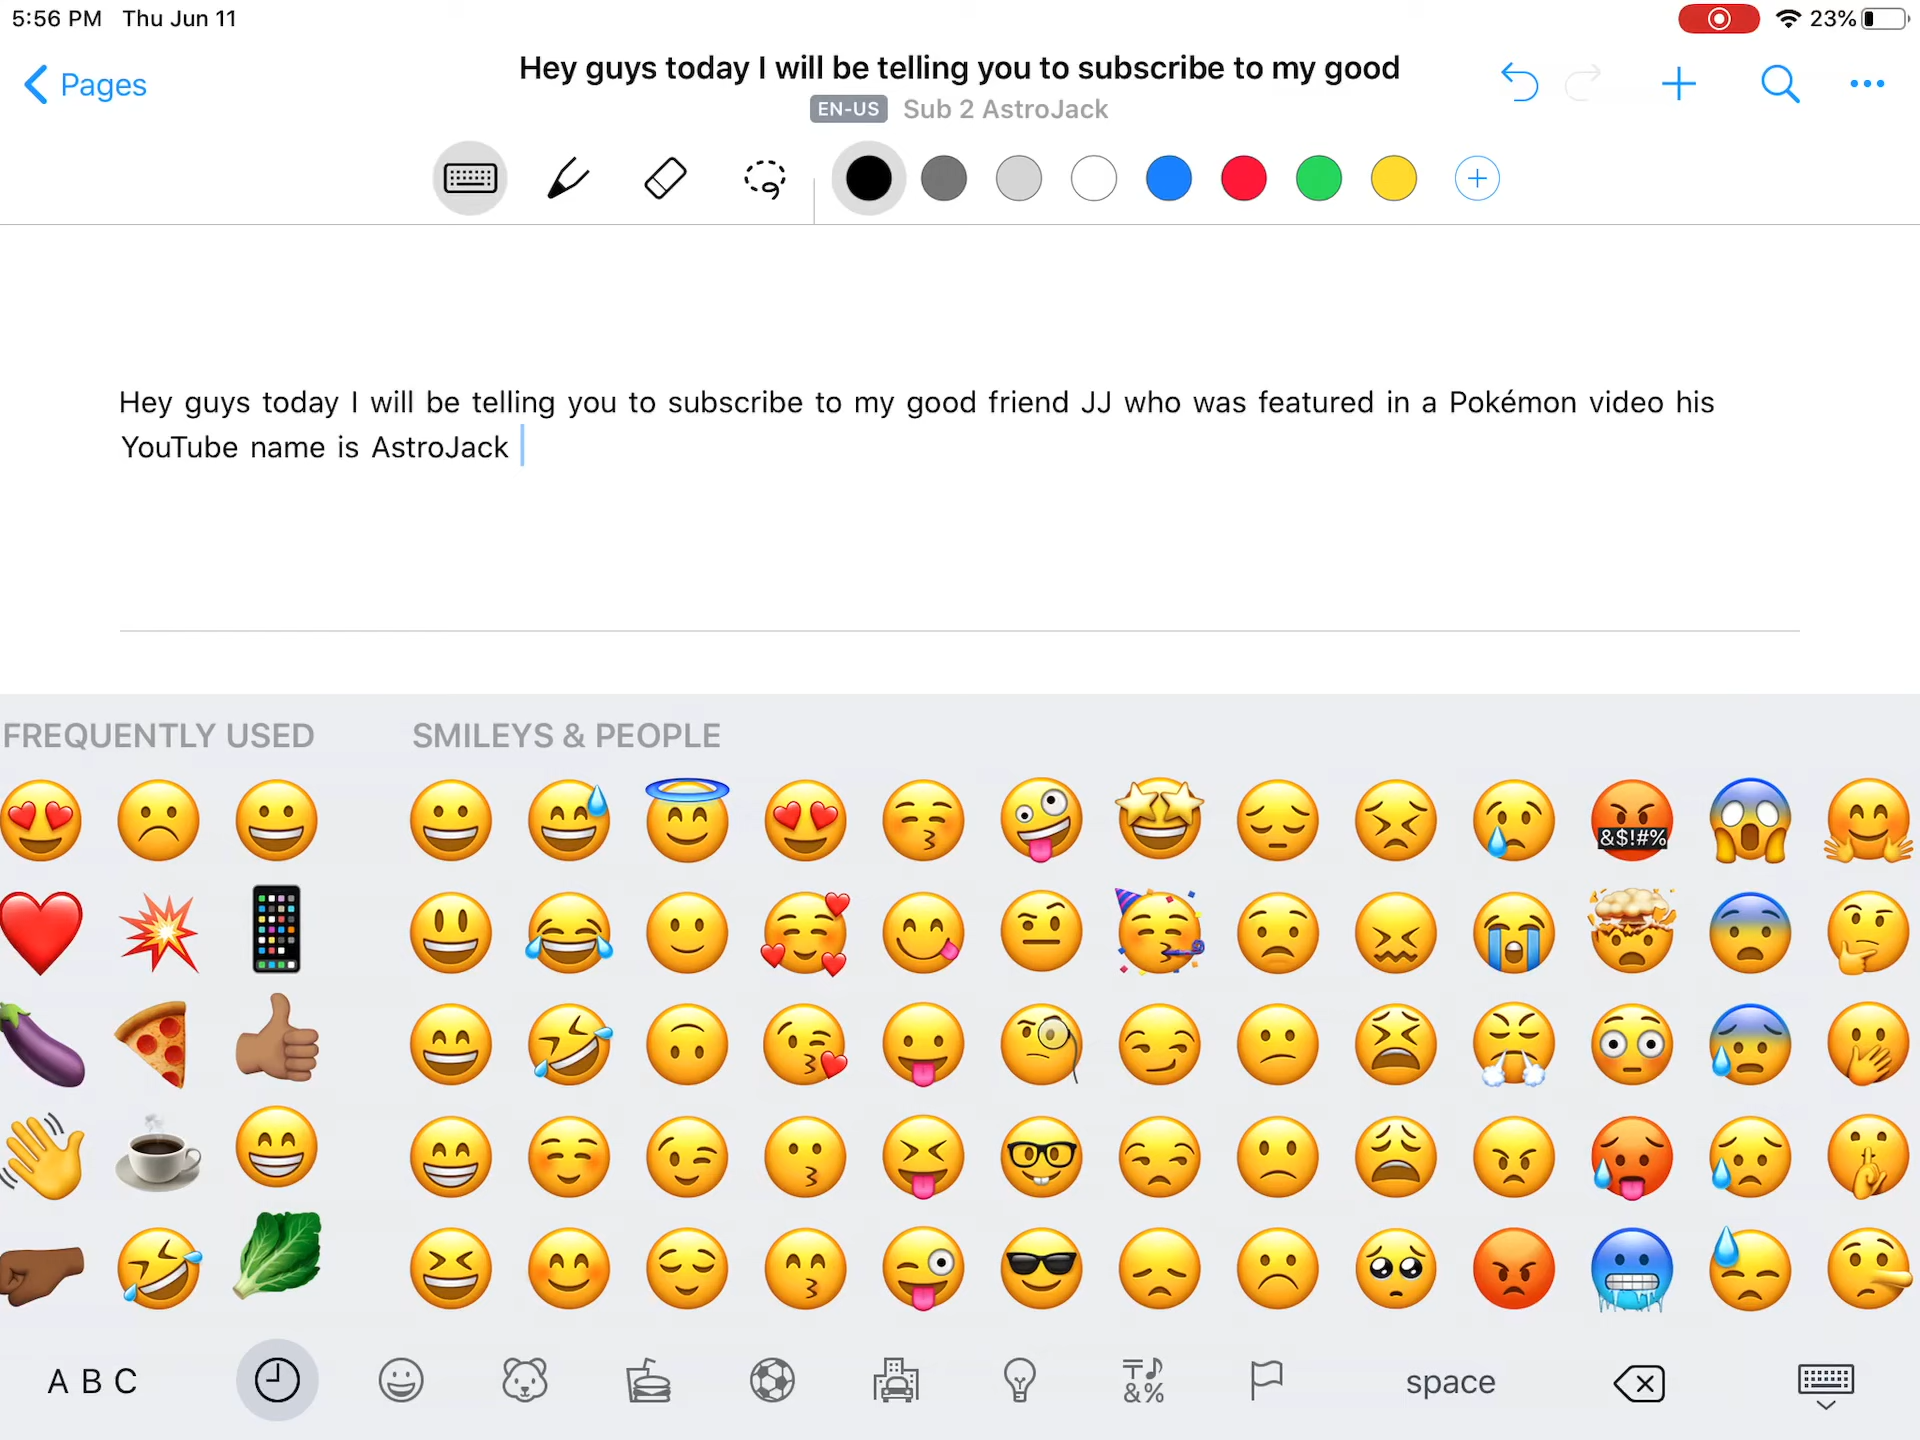 5:56 PM Thu Jun 11
23%
Pages
Hey guys today I will be telling you to subscribe to my good
EN-US Sub 2 AstroJack
Hey guys today I will be telling you to subscribe to my good friend JJ who was featured in a Pokémon video his
YouTube name is AstroJack
FREQUENTLY USED
SMILEYS & PEOPLE
&$!#%
A B C
&%
space